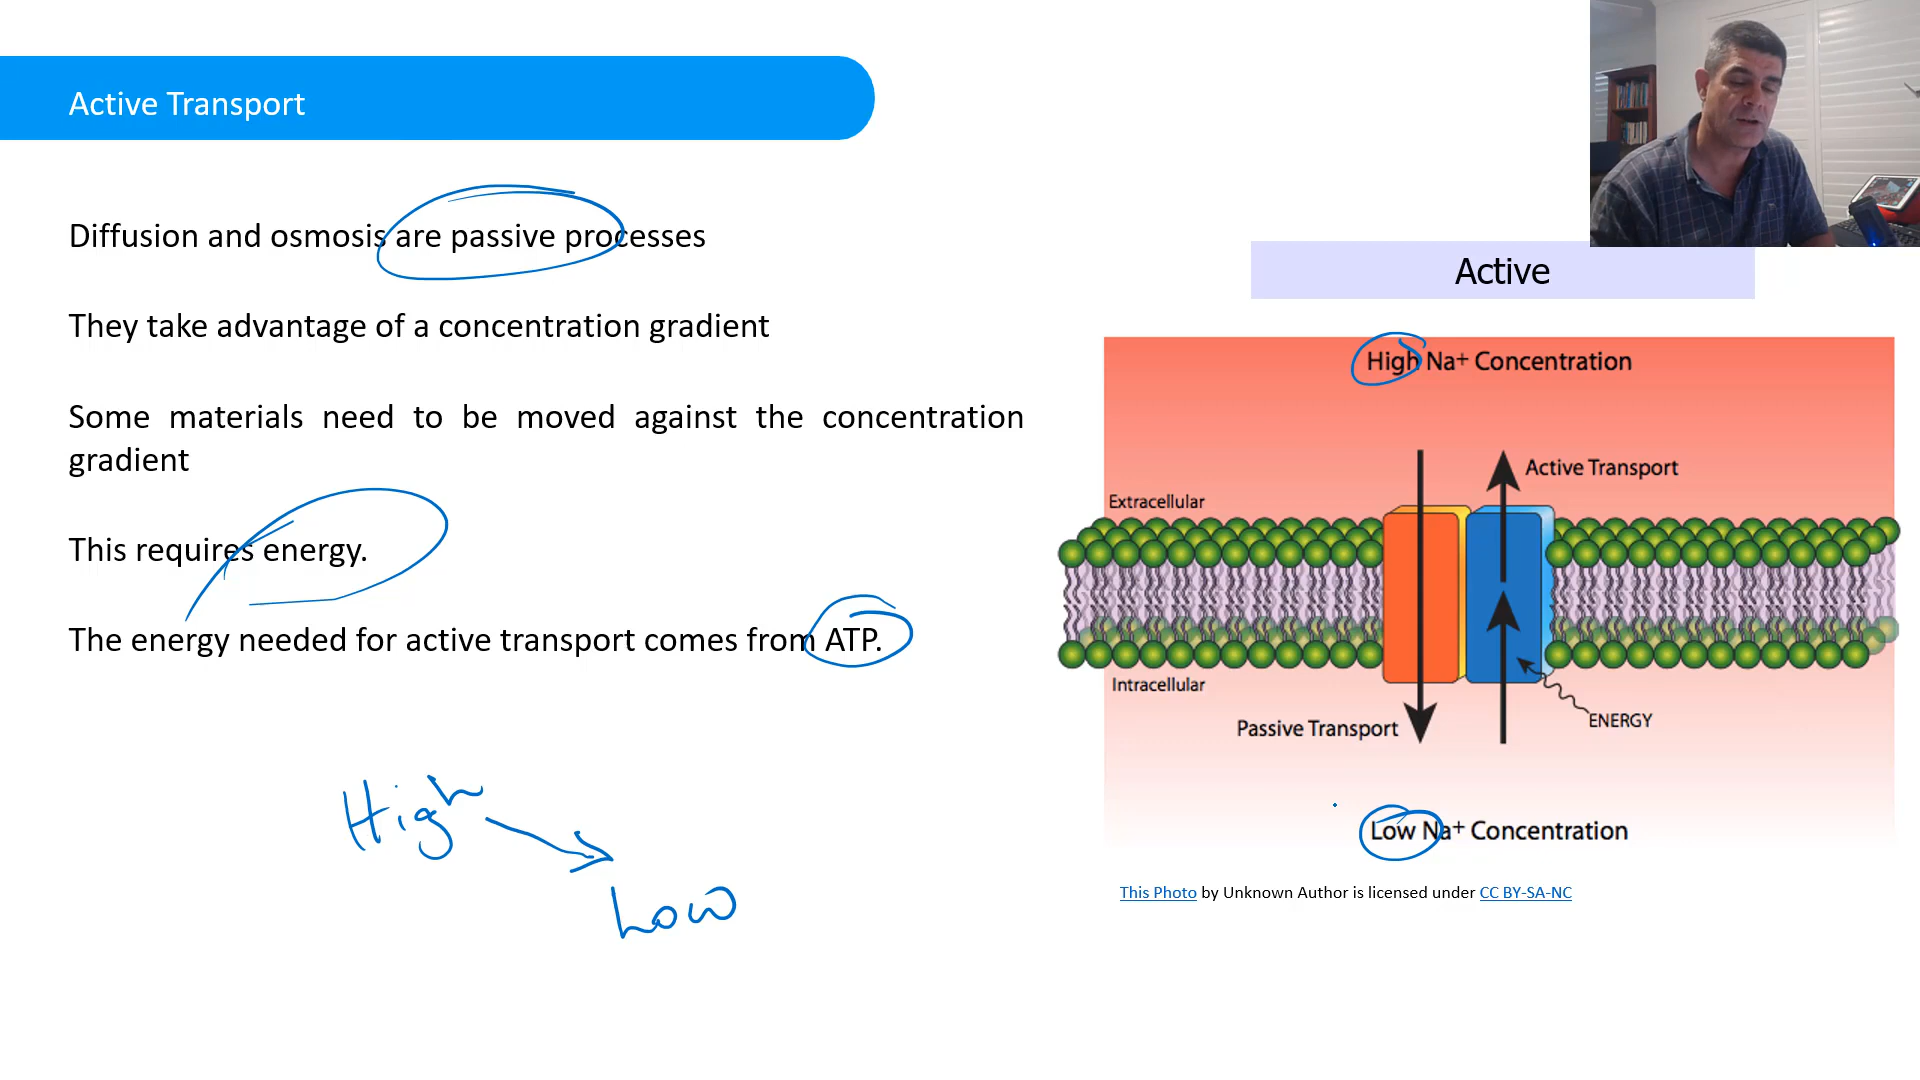 Active Transport
Diffusion and osmosis are passive processes
They take advantage of a concentration gradient
Some materials need to be moved against the concentration
gradient
This requires energy.
The energy needed for active transport comes from ATP.
High
Low
Active
High Na+ Concentration
Active Transport
Extracellular
Intracellular
Passive Transport
ENERGY
Low Na+ Concentration
This Photo by Unknown Author is licensed under CC BY-SA-NC